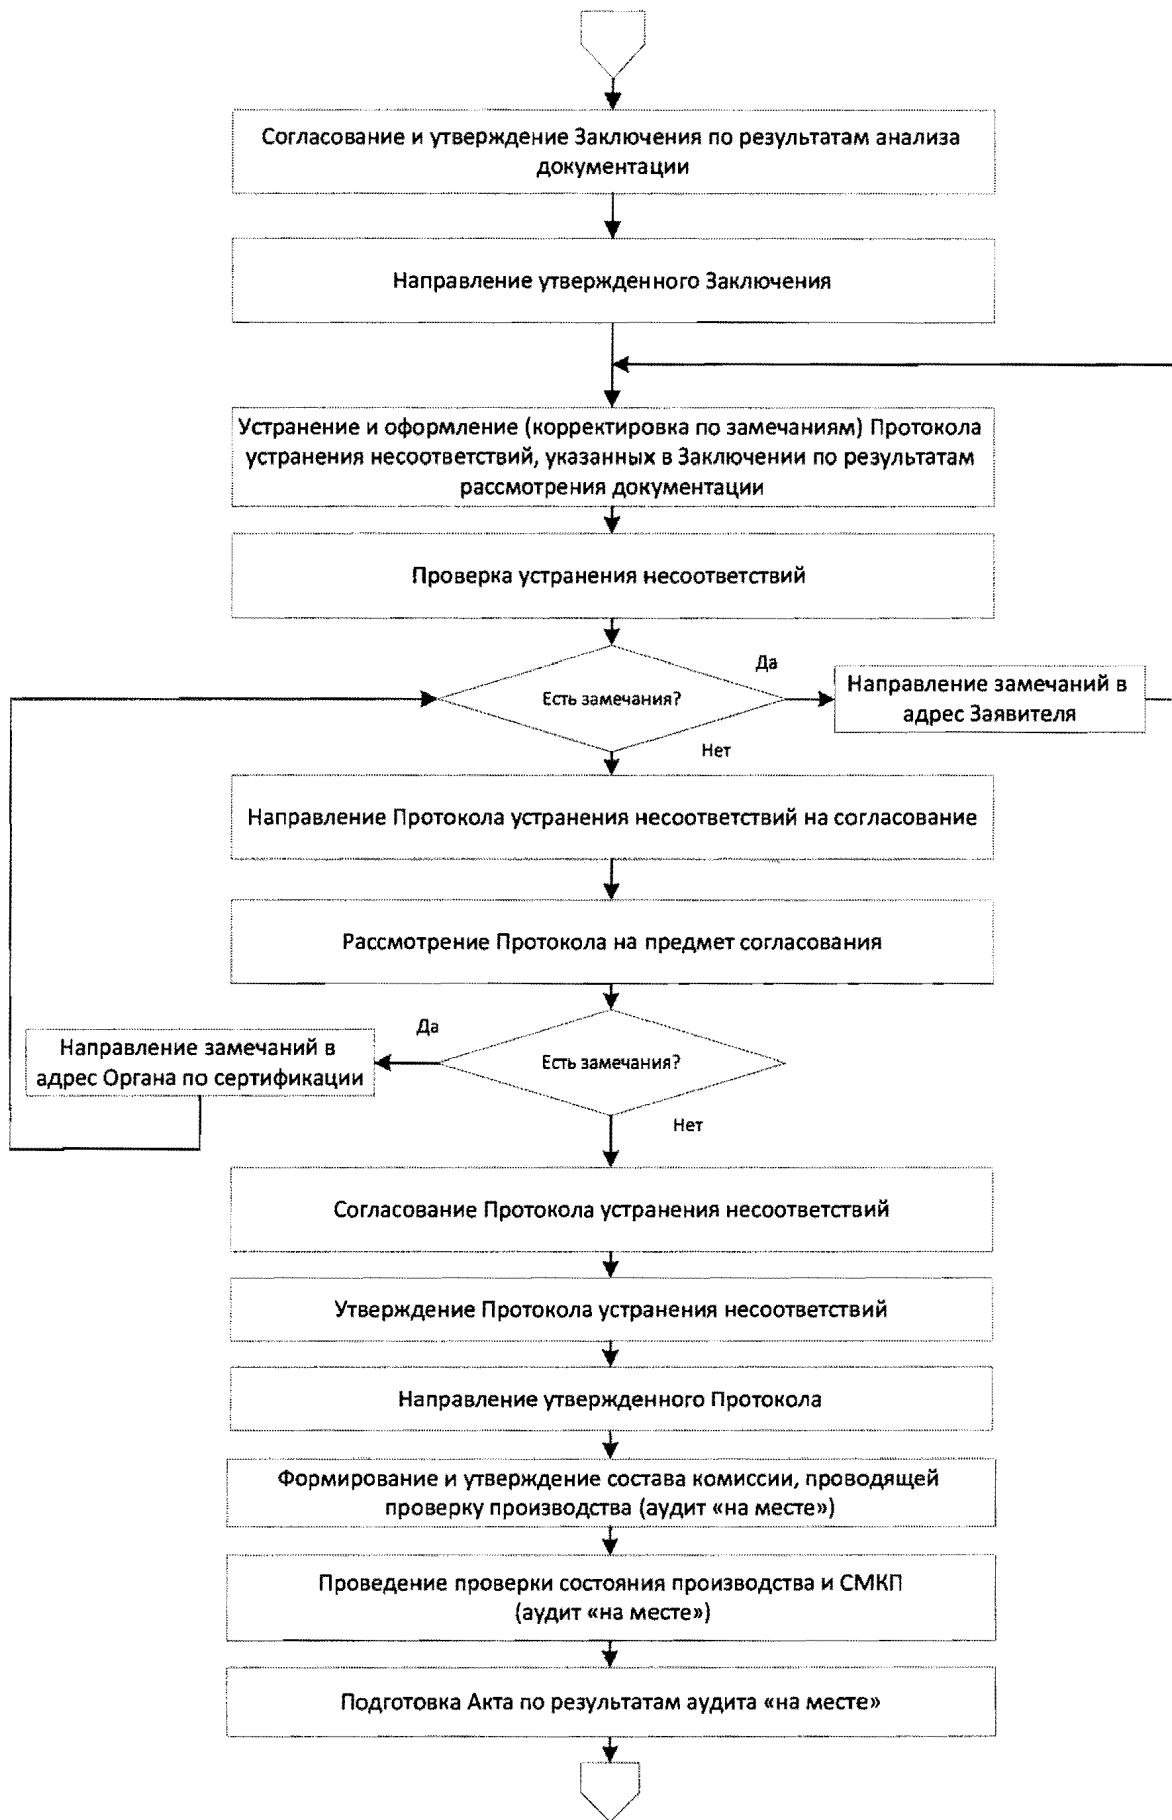 Согласование и утверждение Заключения по результатам анализа
документации
Направление утвержденного Заключения
Устранение и оформление (корректировка по замечаниям) Протокола
устранения несоответствий, указанных в Заключении по результатам
рассмотрения документации
Проверка устранения несоответствий
Есть замечания?
Да
Направление замечаний в
адрес Заявителя
Нет
Направление Протокола устранения несоответствий на согласование
Рассмотрение Протокола на предмет согласования
Есть замечания?
Да
Направление замечаний в
адрес Органа по сертификации
Нет
Согласование Протокола устранения несоответствий
Утверждение Протокола устранения несоответствий
Направление утвержденного Протокола
Формирование и утверждение состава комиссии, проводящей
проверку производства (аудит «на месте»)
Проведение проверки состояния производства и СМКП
(аудит «на месте»)
Подготовка Акта по результатам аудита «на месте»